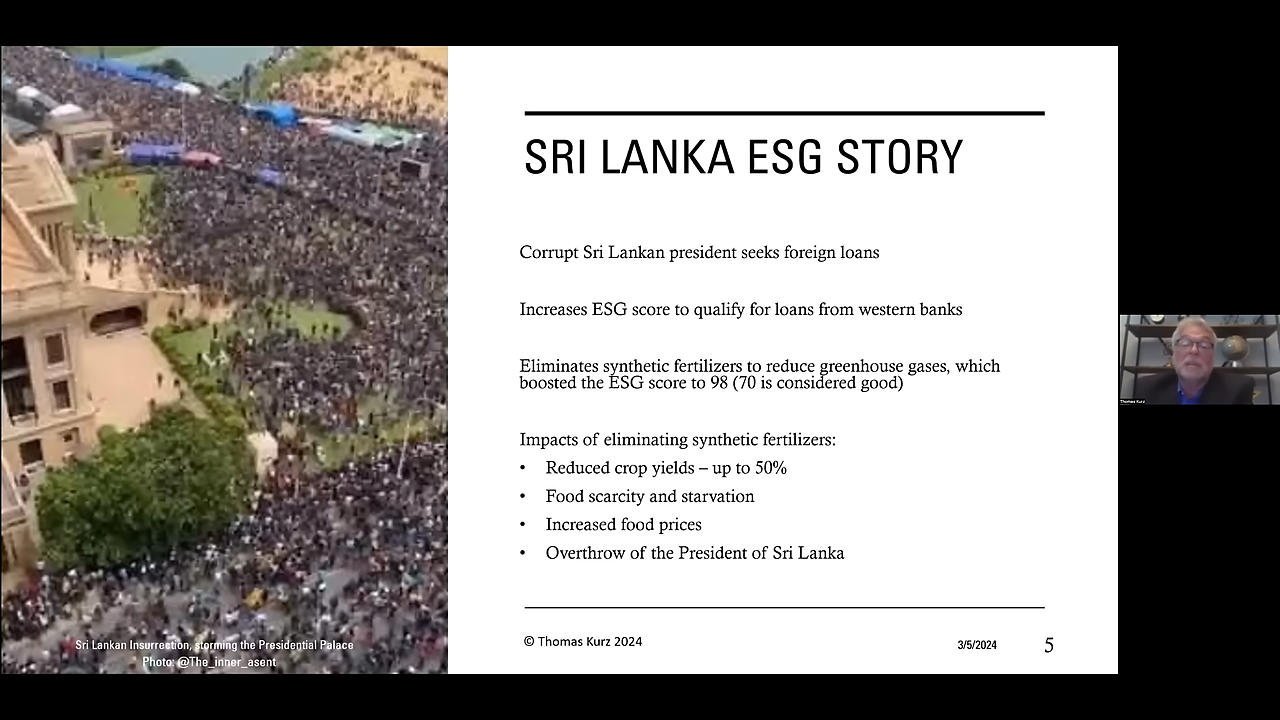 SRI LANKA ESG STORY
Corrupt Sri Lankan president seeks foreign loans
Increases ESG score to qualify for loans from western banks
Eliminates synthetic fertilizers to reduce greenhouse gases, which
boosted the ESG score to 98 (70 is considered good)
Impacts of eliminating synthetic fertilizers:
• Reduced crop yields – up to 50%
• Food scarcity and starvation
• Increased food prices
• Overthrow of the President of Sri Lanka
Sri Lankan Insurrection, storming the Presidential Palace
Photo: @The_inner_asent
© Thomas Kurz 2024
3/5/2024
5
Thomas Kurz